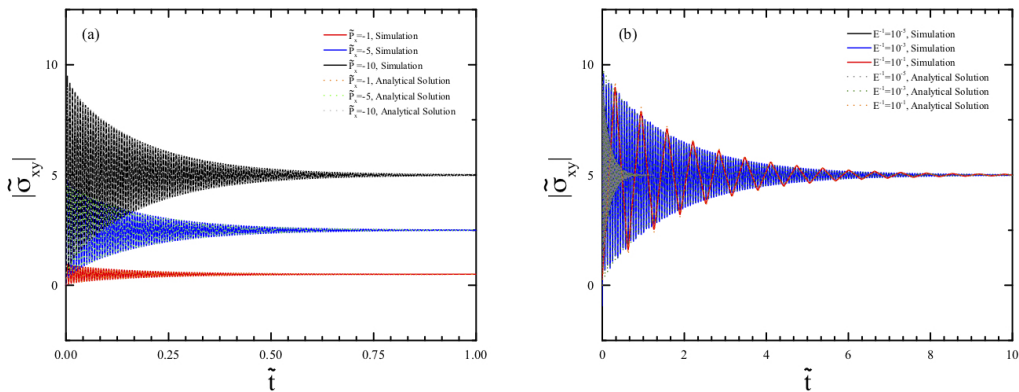 (a)
P̃ₓ=-1, Simulation
P̃ₓ=-5, Simulation
P̃ₓ=-10, Simulation
P̃ₓ=-1, Analytical Solution
P̃ₓ=-5, Analytical Solution
P̃ₓ=-10, Analytical Solution
10
5
0
|σ̃xy|
0.00 0.25 0.50 0.75 1.00
t̃
(b)
E⁻¹=10⁻⁵, Simulation
E⁻¹=10⁻³, Simulation
E⁻¹=10⁻¹, Simulation
E⁻¹=10⁻⁵, Analytical Solution
E⁻¹=10⁻³, Analytical Solution
E⁻¹=10⁻¹, Analytical Solution
10
5
0
|σ̃xy|
0 2 4 6 8 10
t̃